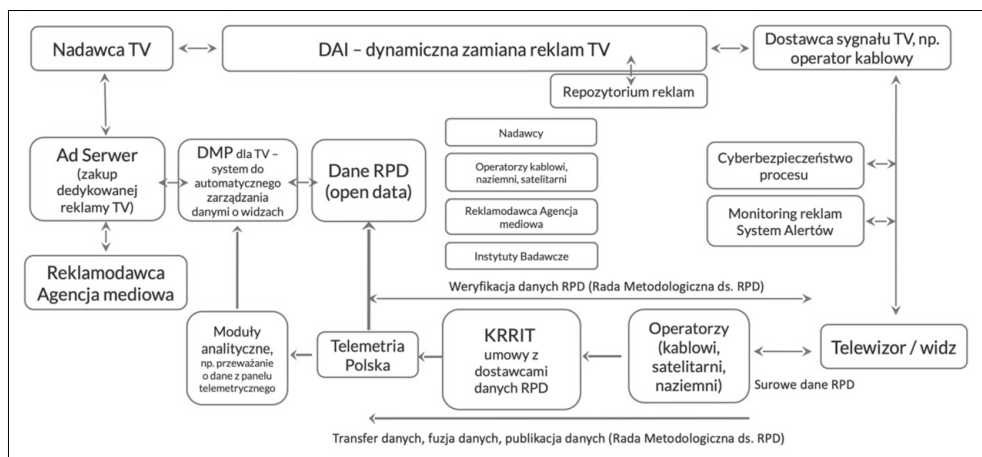 Nadawca TV
DAI – dynamiczna zamiana reklam TV
Dostawca sygnału TV, np.
operator kablowy
Repozytorium reklam
Ad Serwer
(zakup
dedykowanej
reklamy TV)
DMP dla TV –
system do
automatycznego
zarządzania
danymi o widzach
Dane RPD
(open data)
Nadawcy
Operatorzy kablowi,
naziemni, satelitarni
Reklamodawca Agencja
mediowa
Instytuty Badawcze
Cyberbezpieczeństwo
procesu
Monitoring reklam
System Alertów
Reklamodawca
Agencja mediowa
Weryfikacja danych RPD (Rada Metodologiczna ds. RPD)
Moduły
analityczne,
np. przeważanie
o dane z panelu
telemetrycznego
Telemetria
Polska
KRRIT
umowy z
dostawcami
danych RPD
Operatorzy
(kablowi,
satelitarni,
naziemni)
Telewizor / widz
Surowe dane RPD
Transfer danych, fuzja danych, publikacja danych (Rada Metodologiczna ds. RPD)